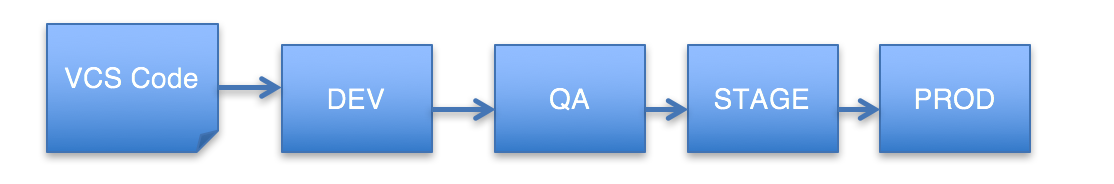 VCS Code
DEV
QA
STAGE
PROD